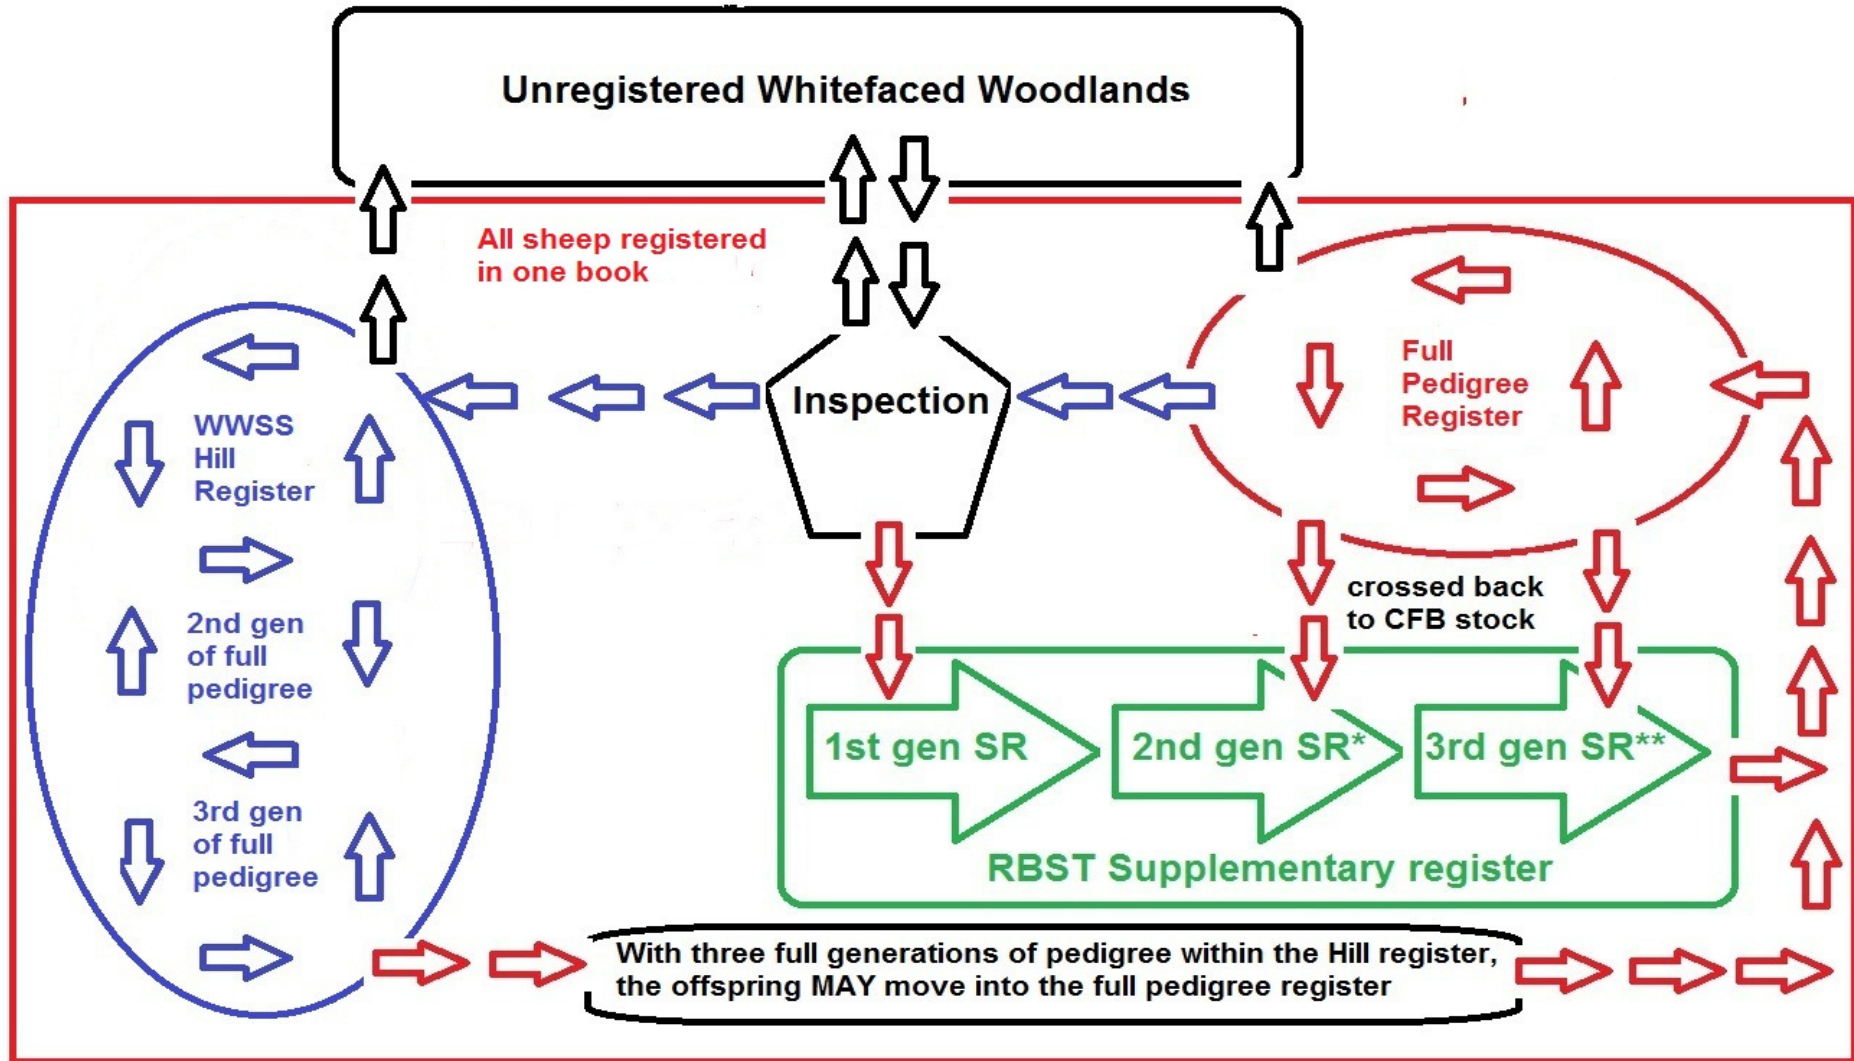 Unregistered Whitefaced Woodlands
All sheep registered
in one book
Inspection
Full
Pedigree
Register
WWSS
Hill
Register
2nd gen
of full
pedigree
3rd gen
of full
pedigree
crossed back
to CFB stock
1st gen SR
2nd gen SR*
3rd gen SR**
RBST Supplementary register
With three full generations of pedigree within the Hill register,
the offspring MAY move into the full pedigree register